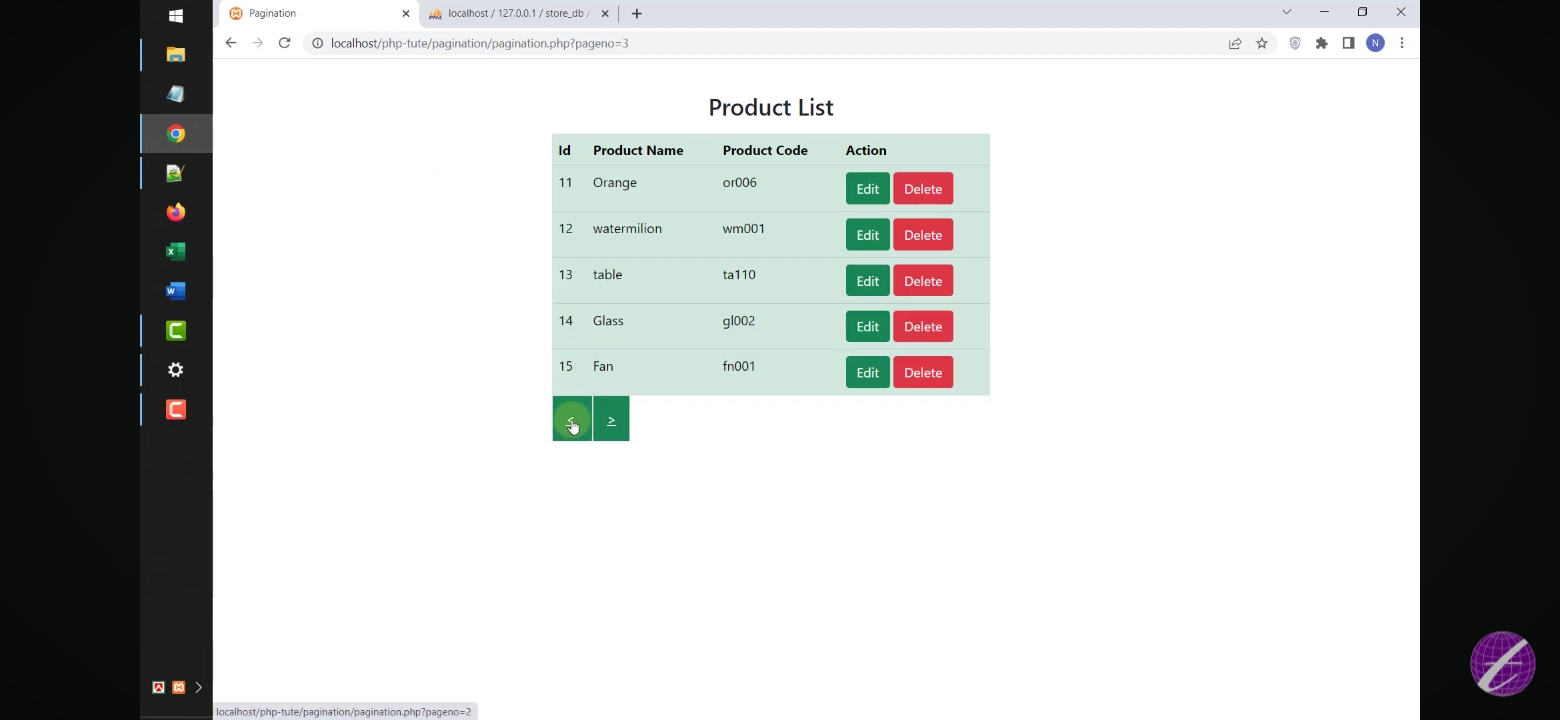 Pagination
localhost / 127.0.0.1 / store_db /
localhost/php-tute/pagination/pagination.php?pageno=3
N
Product List
Id Product Name Product Code Action
11 Orange or006 Edit Delete
12 watermilion wm001 Edit Delete
13 table ta110 Edit Delete
14 Glass gl002 Edit Delete
15 Fan fn001 Edit Delete
< >
localhost/php-tute/pagination/pagination.php?pageno=2